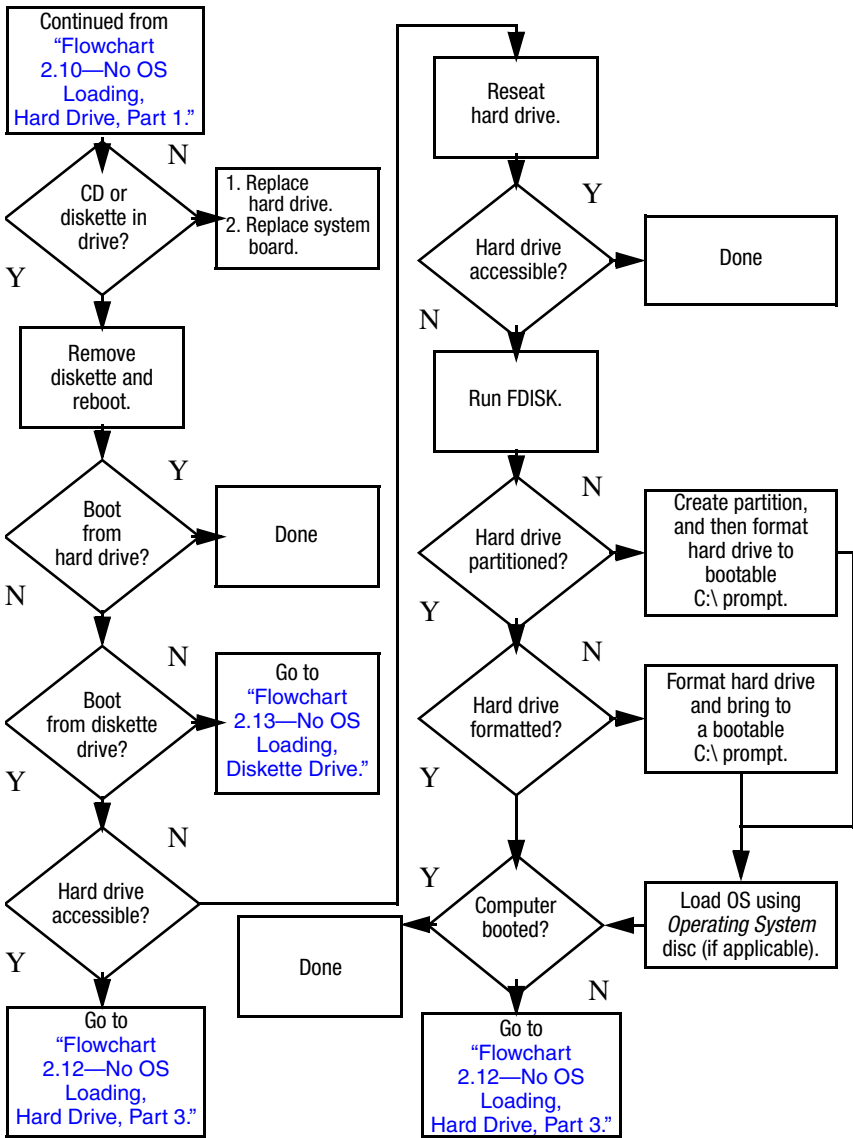 Continued from
“Flowchart
2.10—No OS
Loading,
Hard Drive, Part 1.”
N
CD or
diskette in
drive?
1. Replace
hard drive.
2. Replace system
board.
Y
Remove
diskette and
reboot.
Y
Boot
from
hard drive?
Done
N
N
Boot
from diskette
drive?
Go to
“Flowchart
2.13—No OS
Loading,
Diskette Drive.”
Y
N
Hard drive
accessible?
Y
Go to
“Flowchart
2.12—No OS
Loading,
Hard Drive, Part 3.”
Reseat
hard drive.
Y
Hard drive
accessible?
Done
N
Run FDISK.
N
Hard drive
partitioned?
Create partition,
and then format
hard drive to
bootable
C:\ prompt.
Y
N
Hard drive
formatted?
Format hard drive
and bring to
a bootable
C:\ prompt.
Y
Y
Computer
booted?
Load OS using
Operating System
disc (if applicable).
Done
N
Go to
“Flowchart
2.12—No OS
Loading,
Hard Drive, Part 3.”